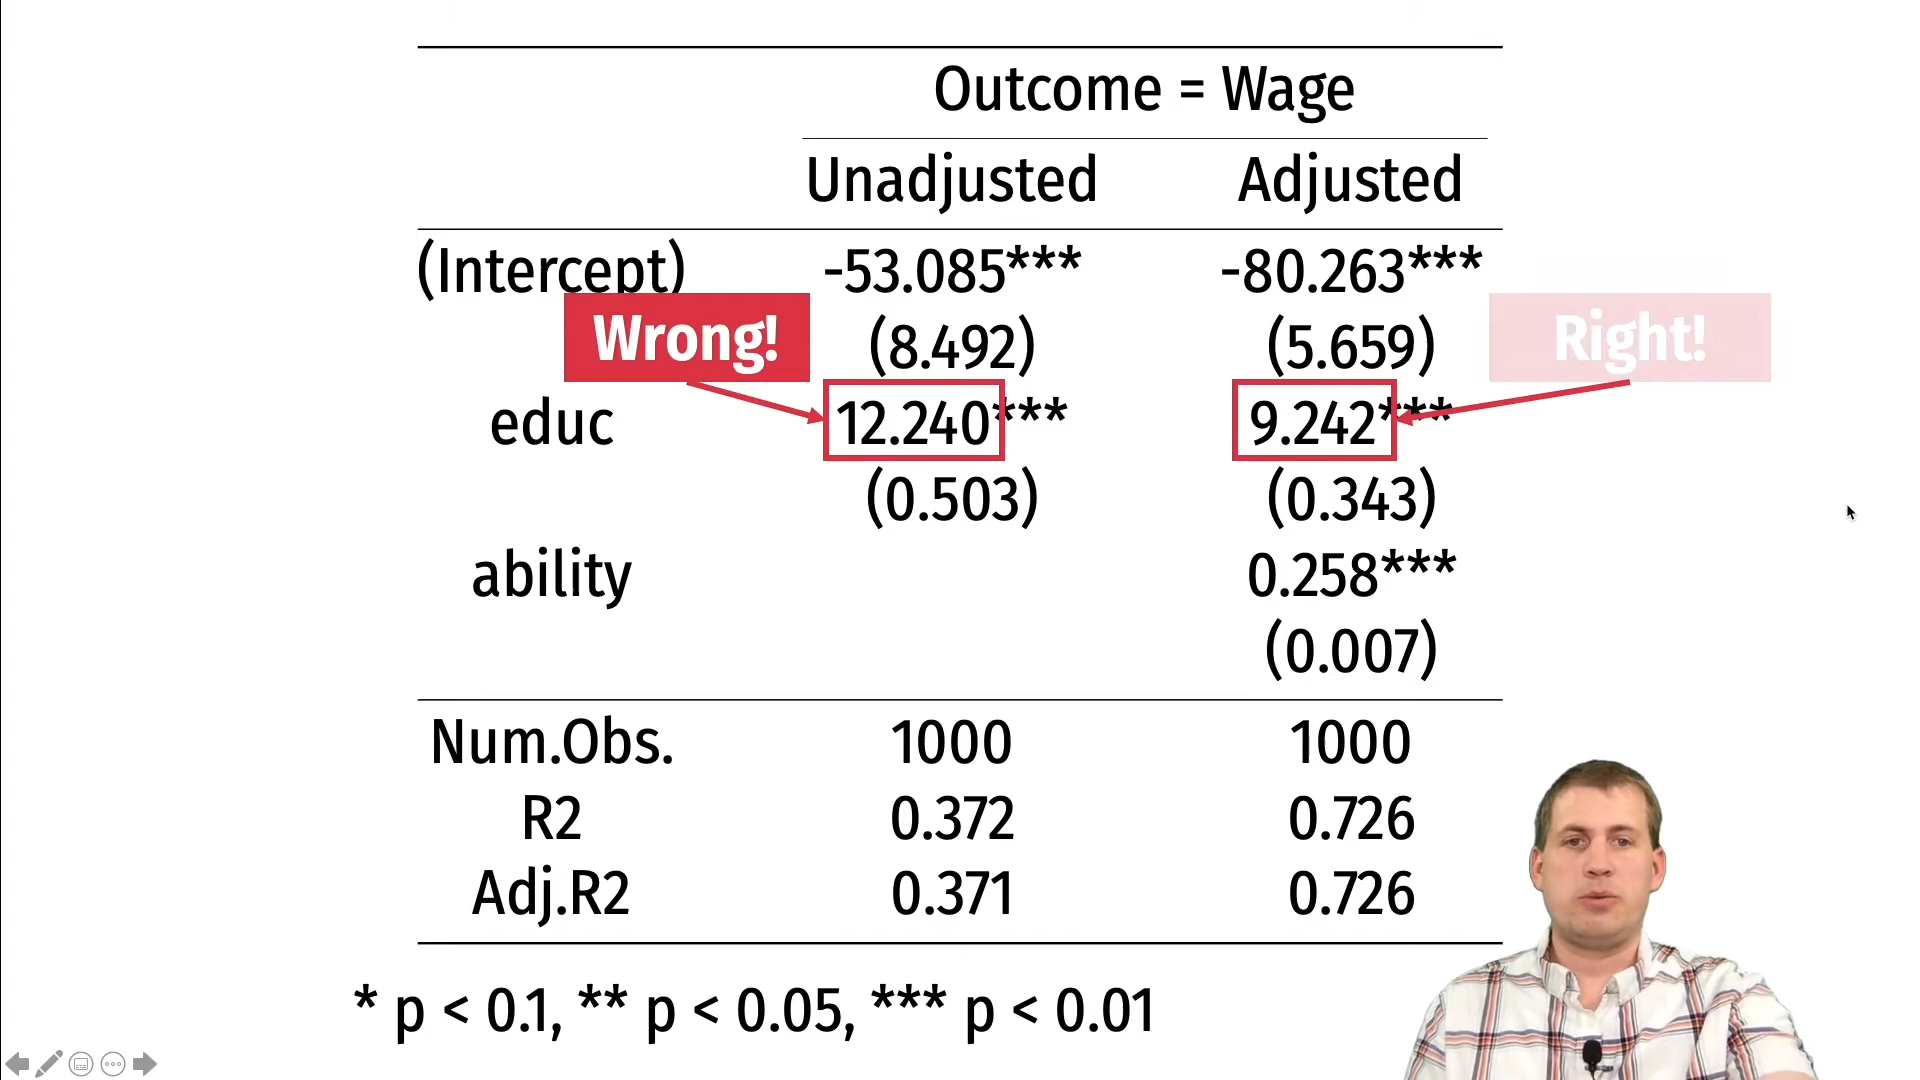 Outcome = Wage
Unadjusted Adjusted
(Intercept) -53.085*** -80.263***
Wrong! (8.492) (5.659) Right!
educ 12.240*** 9.242***
(0.503) (0.343)
ability 0.258***
(0.007)
Num.Obs. 1000 1000
R2 0.372 0.726
Adj.R2 0.371 0.726
* p < 0.1, ** p < 0.05, *** p < 0.01